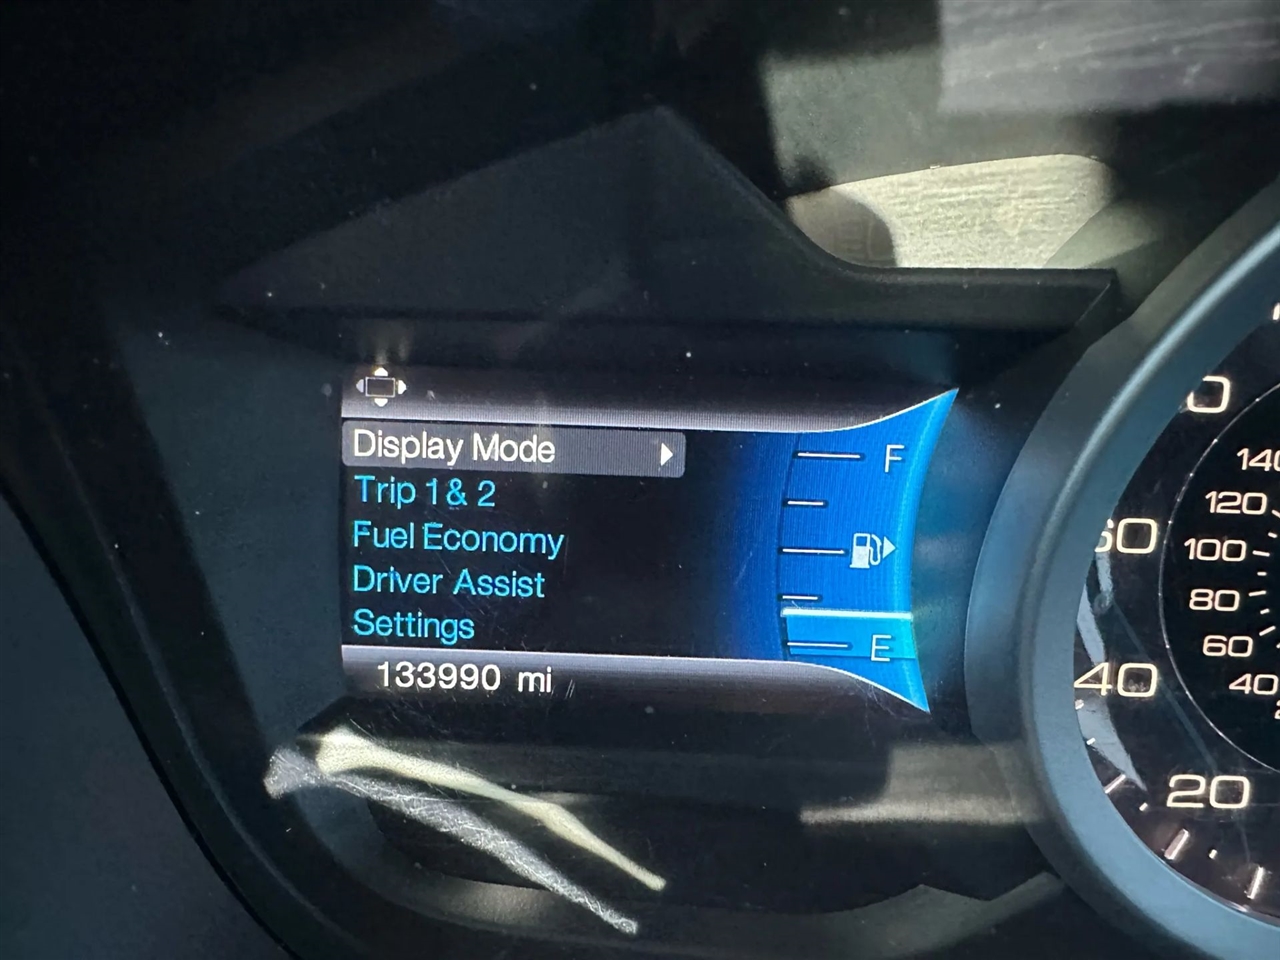 Display Mode
Trip 1 & 2
Fuel Economy
Driver Assist
Settings
133990 mi
F
E
60
40
20
120
100
80
60
40